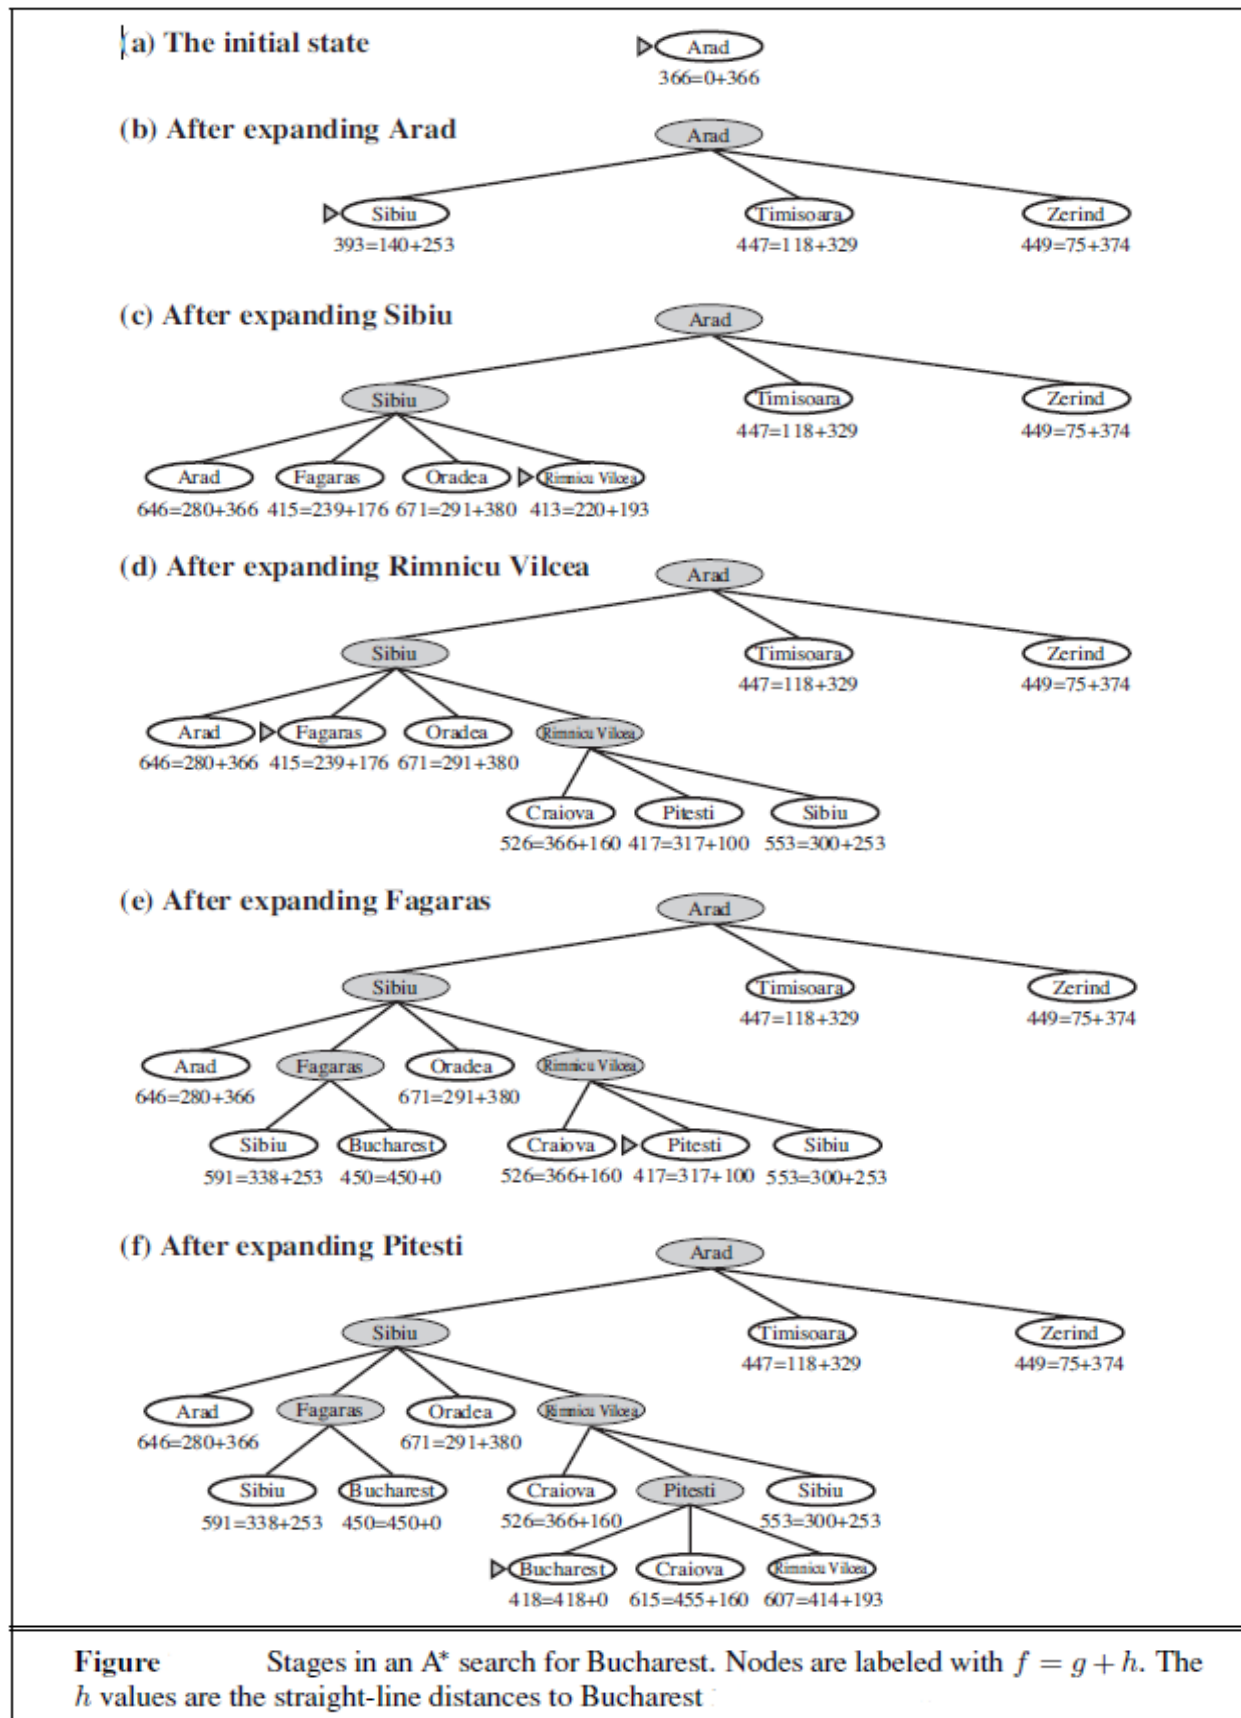 (a) The initial state
Arad
366=0+366
(b) After expanding Arad
Arad
Sibiu Timisoara Zerind
393=140+253 447=118+329 449=75+374
(c) After expanding Sibiu
Arad
Sibiu Timisoara Zerind
447=118+329 449=75+374
Arad Fagaras Oradea Rimnicu Vilcea
646=280+366 415=239+176 671=291+380 413=220+193
(d) After expanding Rimnicu Vilcea
Arad
Sibiu Timisoara Zerind
447=118+329 449=75+374
Arad Fagaras Oradea Rimnicu Vilcea
646=280+366 415=239+176 671=291+380
Craiova Pitesti Sibiu
526=366+160 417=317+100 553=300+253
(e) After expanding Fagaras
Arad
Sibiu Timisoara Zerind
447=118+329 449=75+374
Arad Fagaras Oradea Rimnicu Vilcea
646=280+366 671=291+380
Sibiu Bucharest Craiova Pitesti Sibiu
591=338+253 450=450+0 526=366+160 417=317+100 553=300+253
(f) After expanding Pitesti
Arad
Sibiu Timisoara Zerind
447=118+329 449=75+374
Arad Fagaras Oradea Rimnicu Vilcea
646=280+366 671=291+380
Sibiu Bucharest Craiova Pitesti Sibiu
591=338+253 450=450+0 526=366+160 553=300+253
Bucharest Craiova Rimnicu Vilcea
418=418+0 615=455+160 607=414+193
Figure Stages in an A* search for Bucharest. Nodes are labeled with f = g + h. The
h values are the straight-line distances to Bucharest